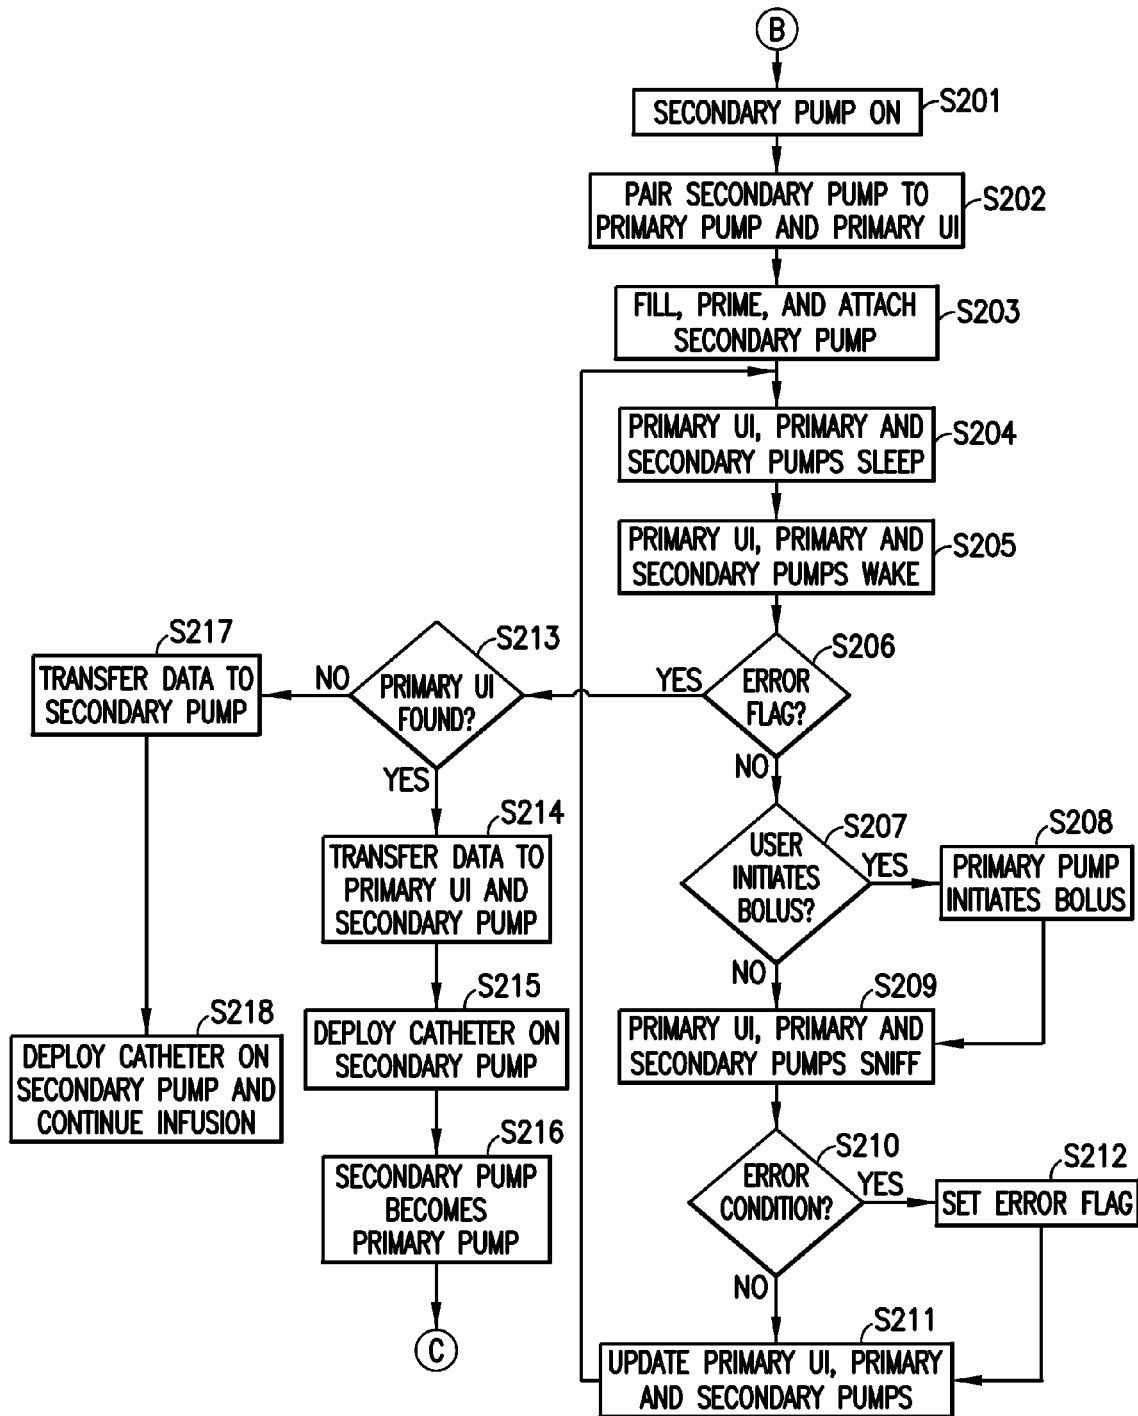 B
SECONDARY PUMP ON
S201
PAIR SECONDARY PUMP TO
PRIMARY PUMP AND PRIMARY UI
S202
FILL, PRIME, AND ATTACH
SECONDARY PUMP
S203
PRIMARY UI, PRIMARY AND
SECONDARY PUMPS SLEEP
S204
PRIMARY UI, PRIMARY AND
SECONDARY PUMPS WAKE
S205
ERROR
FLAG?
S206
YES
NO
USER
INITIATES
BOLUS?
S207
YES
NO
PRIMARY PUMP
INITIATES BOLUS
S208
PRIMARY UI, PRIMARY AND
SECONDARY PUMPS SNIFF
S209
ERROR
CONDITION?
S210
YES
NO
SET ERROR FLAG
S212
UPDATE PRIMARY UI, PRIMARY
AND SECONDARY PUMPS
S211
PRIMARY UI
FOUND?
S213
NO
YES
TRANSFER DATA TO
PRIMARY UI AND
SECONDARY PUMP
S214
DEPLOY CATHETER ON
SECONDARY PUMP
S215
SECONDARY PUMP
BECOMES
PRIMARY PUMP
S216
C
TRANSFER DATA TO
SECONDARY PUMP
S217
DEPLOY CATHETER ON
SECONDARY PUMP AND
CONTINUE INFUSION
S218